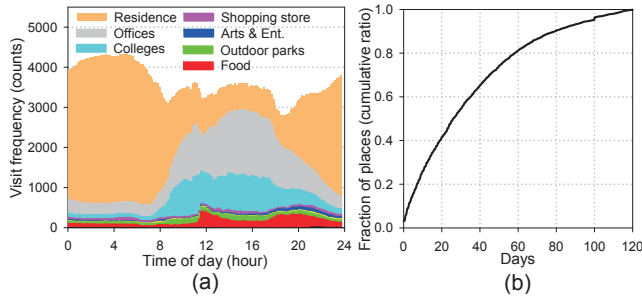 Visit frequency (counts)
5500
5000
4000
3000
2000
1000
0
Residence
Offices
Colleges
Shopping store
Arts & Ent.
Outdoor parks
Food
0 4 8 12 16 20 24
Time of day (hour)
(a)
Fraction of places (cumulative ratio)
1.0
0.8
0.6
0.4
0.2
0.0
0 20 40 60 80 100 120
Days
(b)